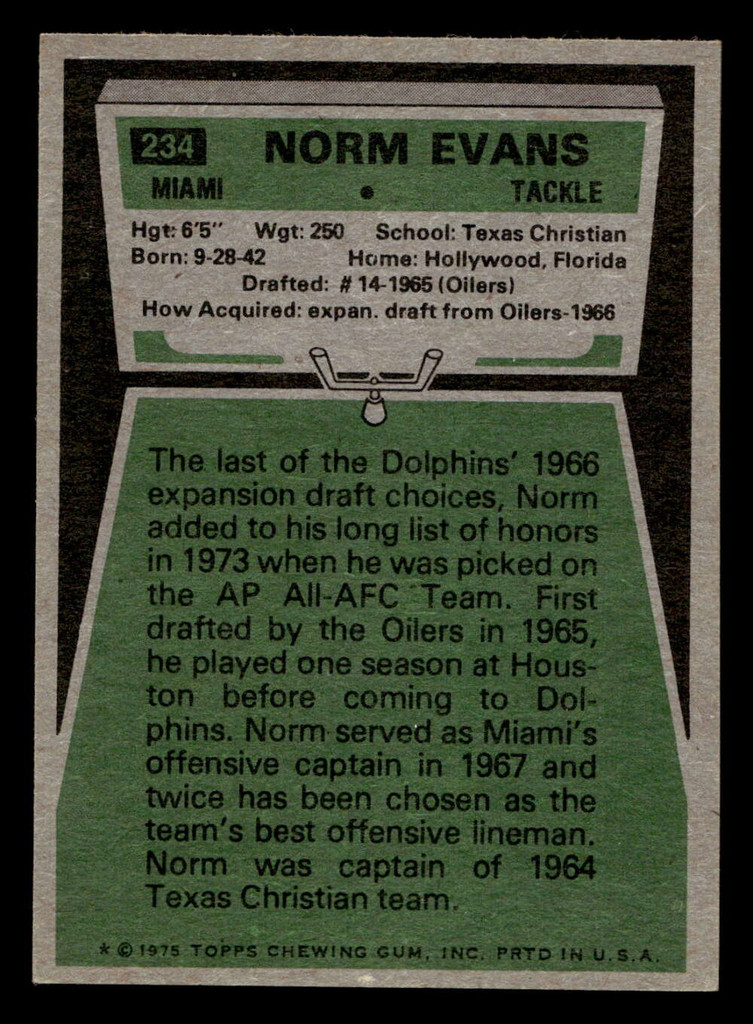 234 NORM EVANS
MIAMI • TACKLE
Hgt: 6'5" Wgt: 250 School: Texas Christian
Born: 9-28-42 Home: Hollywood, Florida
Drafted: # 14-1965 (Oilers)
How Acquired: expan. draft from Oilers-1966
The last of the Dolphins' 1966
expansion draft choices, Norm
added to his long list of honors
in 1973 when he was picked on
the AP All-AFC Team. First
drafted by the Oilers in 1965,
he played one season at Hous-
ton before coming to Dol-
phins. Norm served as Miami's
offensive captain in 1967 and
twice has been chosen as the
team's best offensive lineman.
Norm was captain of 1964
Texas Christian team.
* © 1975 TOPPS CHEWING GUM, INC. PRTD IN U.S.A.